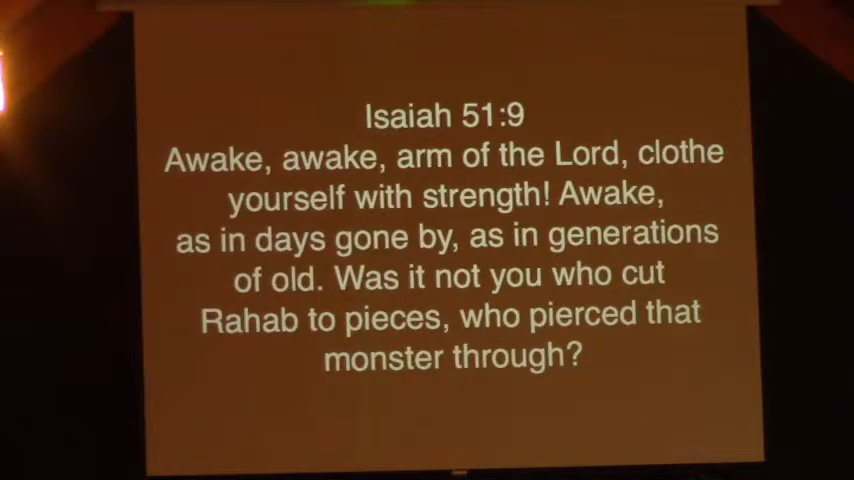 Isaiah 51:9
Awake, awake, arm of the Lord, clothe
yourself with strength! Awake,
as in days gone by, as in generations
of old. Was it not you who cut
Rahab to pieces, who pierced that
monster through?